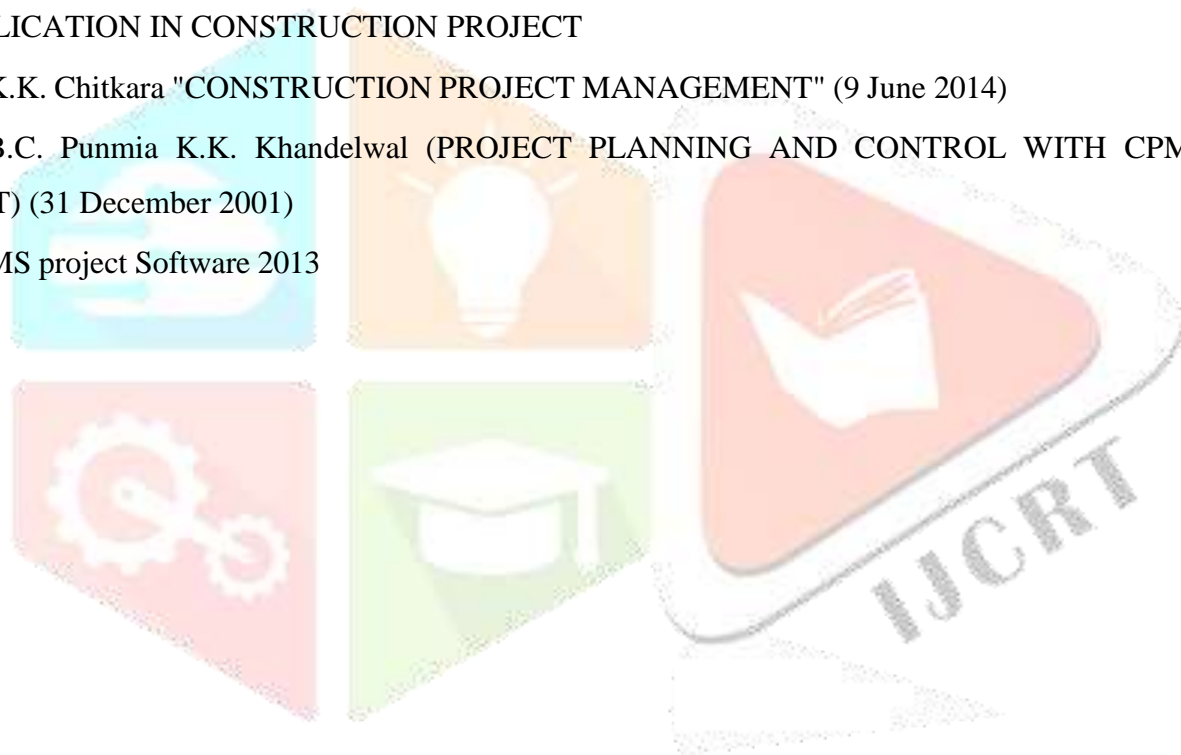 LICATION IN CONSTRUCTION PROJECT
K.K. Chitkara "CONSTRUCTION PROJECT MANAGEMENT" (9 June 2014)
B.C. Punmia K.K. Khandelwal (PROJECT PLANNING AND CONTROL WITH CPM
T) (31 December 2001)
MS project Software 2013
IJCRT